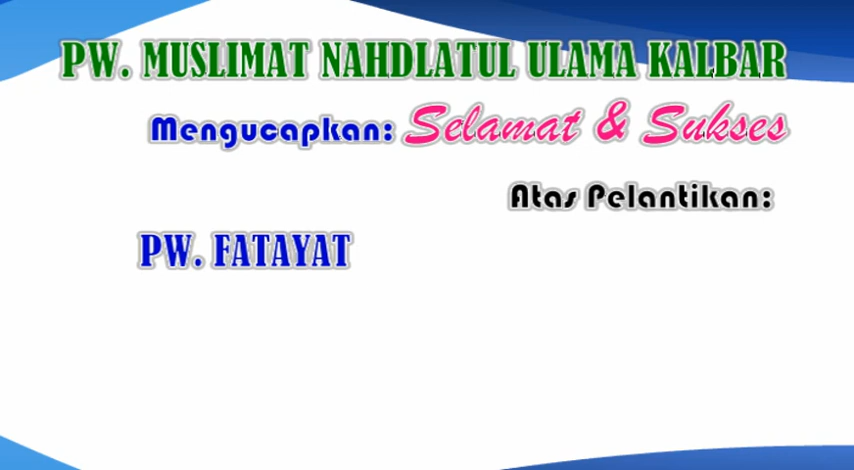 PW. MUSLIMAT NAHDLATUL ULAMA KALBAR
Mengucapkan: Selamat & Sukses
Atas Pelantikan:
PW. FATAYAT